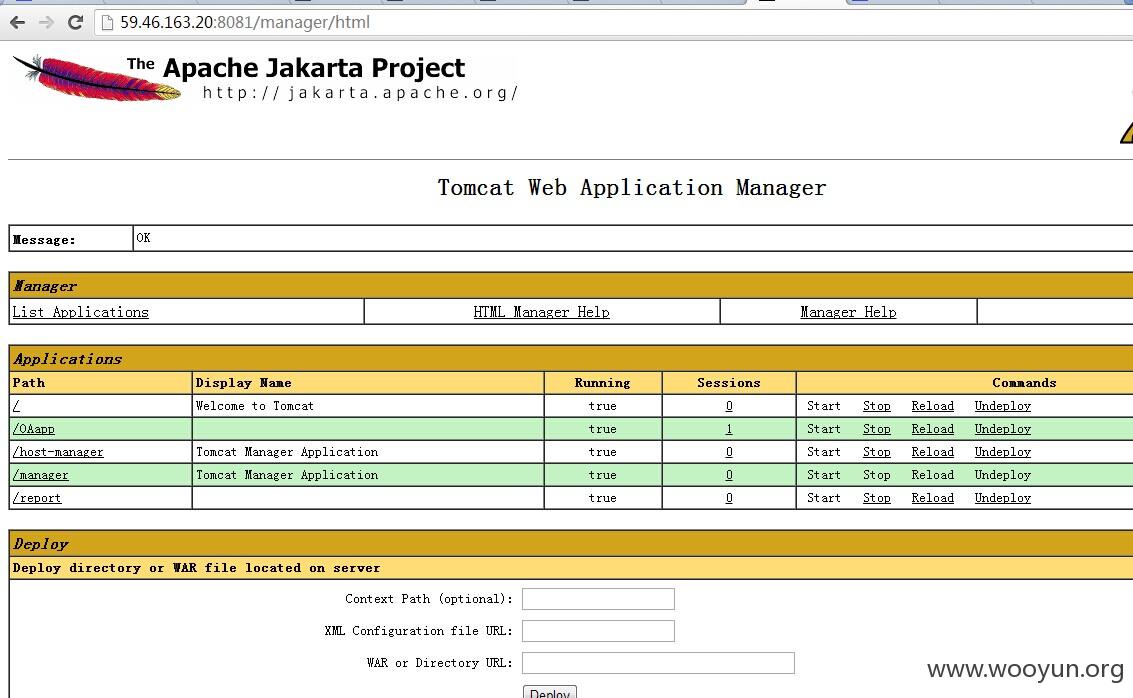 59.46.163.20:8081/manager/html
The Apache Jakarta Project
http://jakarta.apache.org/
Tomcat Web Application Manager
Message: OK
Manager
List Applications HTML Manager Help Manager Help
Applications
Path Display Name Running Sessions Commands
/ Welcome to Tomcat true 0 Start Stop Reload Undeploy
/OAapp true 1 Start Stop Reload Undeploy
/host-manager Tomcat Manager Application true 0 Start Stop Reload Undeploy
/manager Tomcat Manager Application true 0 Start Stop Reload Undeploy
/report true 0 Start Stop Reload Undeploy
Deploy
Deploy directory or WAR file located on server
Context Path (optional):
XML Configuration file URL:
WAR or Directory URL:
Deploy
www.wooyun.org